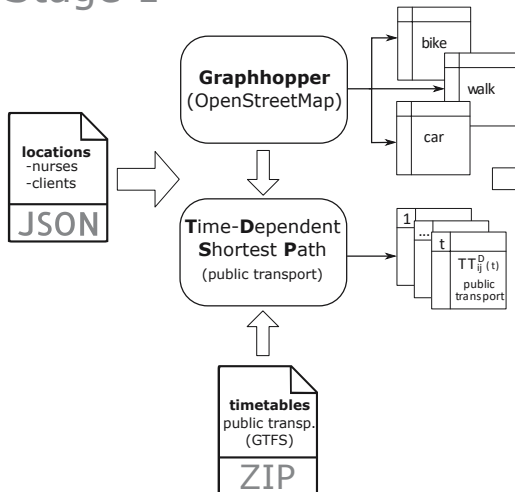 Stage 1
Graphhopper
(OpenStreetMap)
bike
walk
car
locations
-nurses
-clients
JSON
Time-Dependent
Shortest Path
(public transport)
1
...
t
TT^D_ij(t)
public
transport
timetables
public transp.
(GTFS)
ZIP